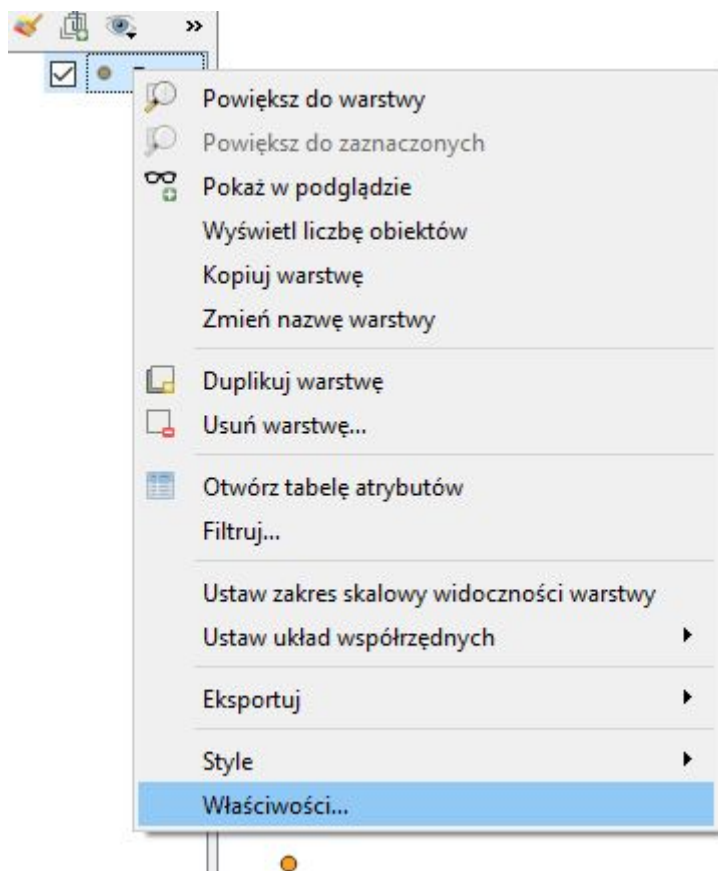 Powiększ do warstwy
Powiększ do zaznaczonych
Pokaż w podglądzie
Wyświetl liczbę obiektów
Kopiuj warstwę
Zmień nazwę warstwy
Duplikuj warstwę
Usuń warstwę...
Otwórz tabelę atrybutów
Filtruj...
Ustaw zakres skalowy widoczności warstwy
Ustaw układ współrzędnych
Eksportuj
Style
Właściwości...